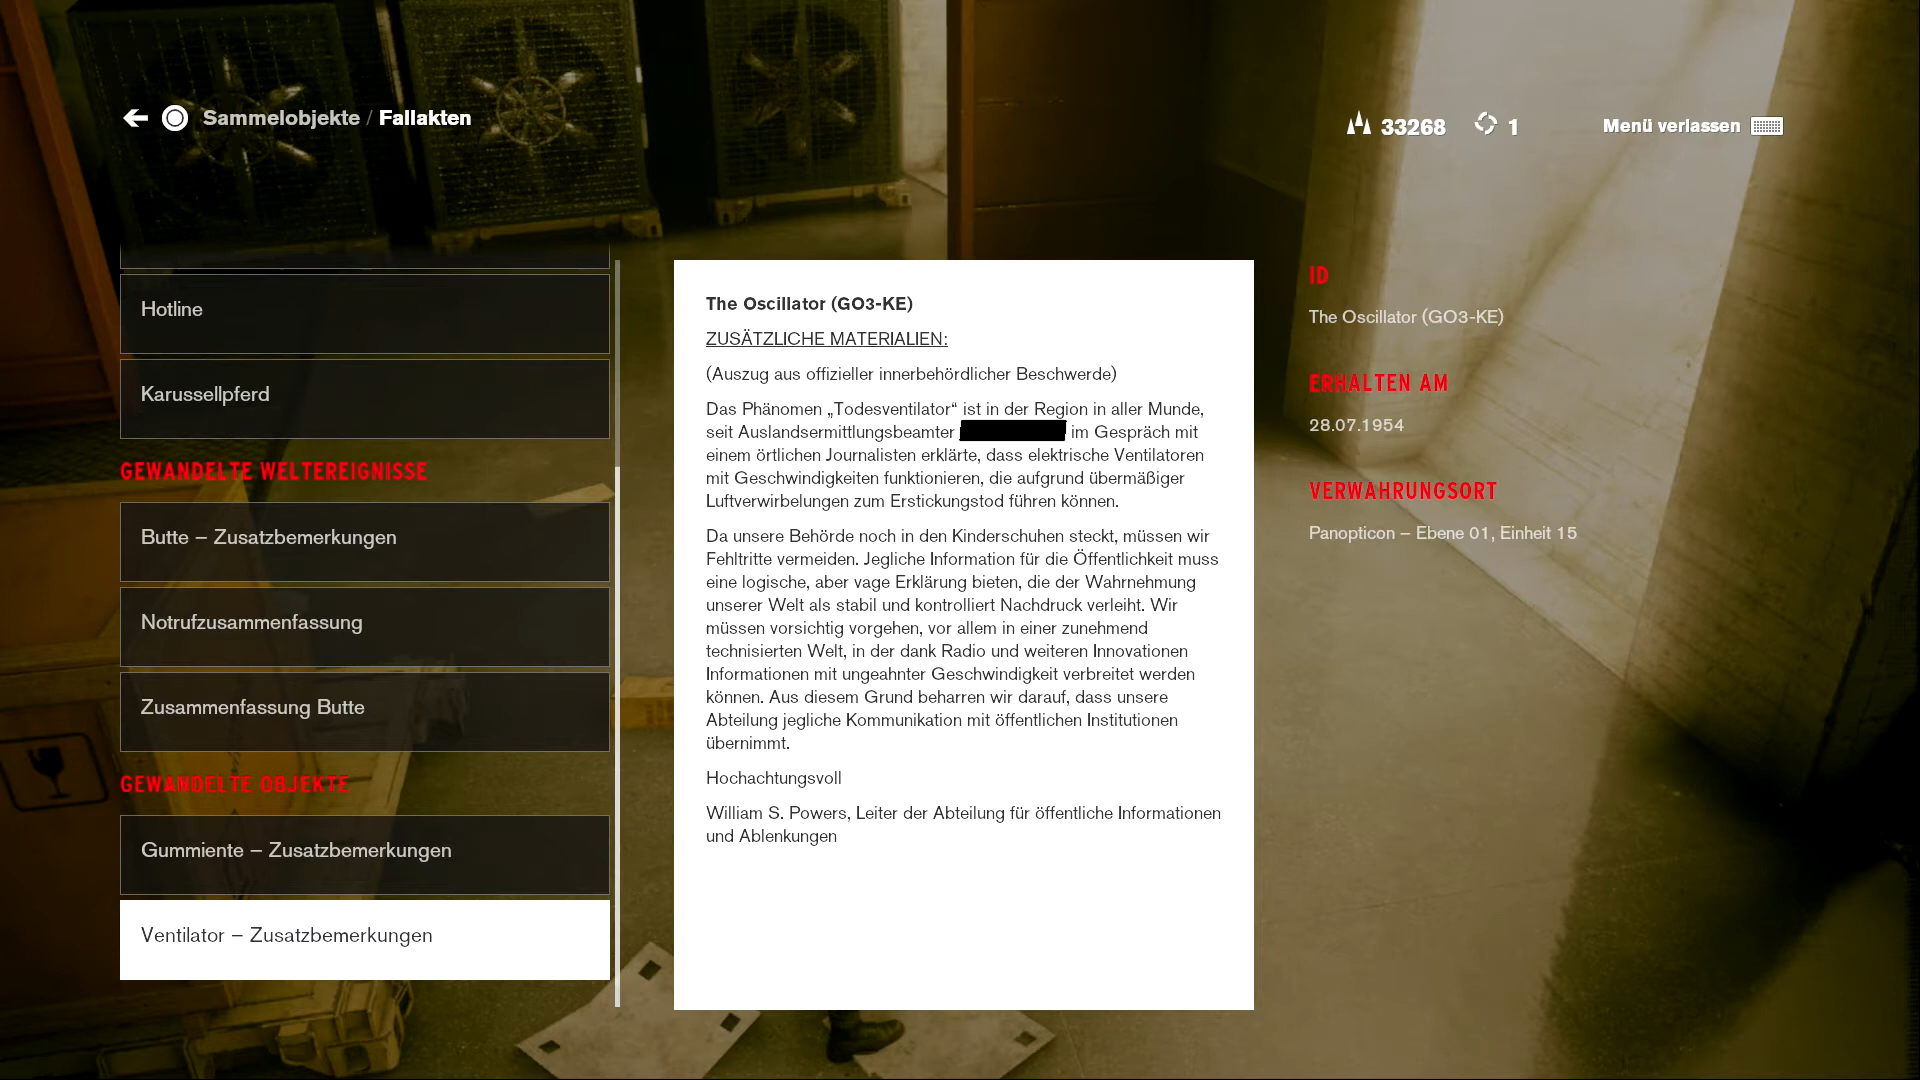 Sammelobjekte / Fallakten
33268
1
Menü verlassen
Hotline
Karussellpferd
GEWANDELTE WELTEREIGNISSE
Butte – Zusatzbemerkungen
Notrufzusammenfassung
Zusammenfassung Butte
GEWANDELTE OBJEKTE
Gummiente – Zusatzbemerkungen
Ventilator – Zusatzbemerkungen
The Oscillator (GO3-KE)
ZUSÄTZLICHE MATERIALIEN:
(Auszug aus offizieller innerbehördlicher Beschwerde)
Das Phänomen „Todesventilator“ ist in der Region in aller Munde,
seit Auslandsermittlungsbeamter im Gespräch mit
einem örtlichen Journalisten erklärte, dass elektrische Ventilatoren
mit Geschwindigkeiten funktionieren, die aufgrund übermäßiger
Luftverwirbelungen zum Erstickungstod führen können.
Da unsere Behörde noch in den Kinderschuhen steckt, müssen wir
Fehltritte vermeiden. Jegliche Information für die Öffentlichkeit muss
eine logische, aber vage Erklärung bieten, die der Wahrnehmung
unserer Welt als stabil und kontrolliert Nachdruck verleiht. Wir
müssen vorsichtig vorgehen, vor allem in einer zunehmend
technisierten Welt, in der dank Radio und weiteren Innovationen
Informationen mit ungeahnter Geschwindigkeit verbreitet werden
können. Aus diesem Grund beharren wir darauf, dass unsere
Abteilung jegliche Kommunikation mit öffentlichen Institutionen
übernimmt.
Hochachtungsvoll
William S. Powers, Leiter der Abteilung für öffentliche Informationen
und Ablenkungen
ID
The Oscillator (GO3-KE)
ERHALTEN AM
28.07.1954
VERWAHRUNGSORT
Panopticon – Ebene 01, Einheit 15